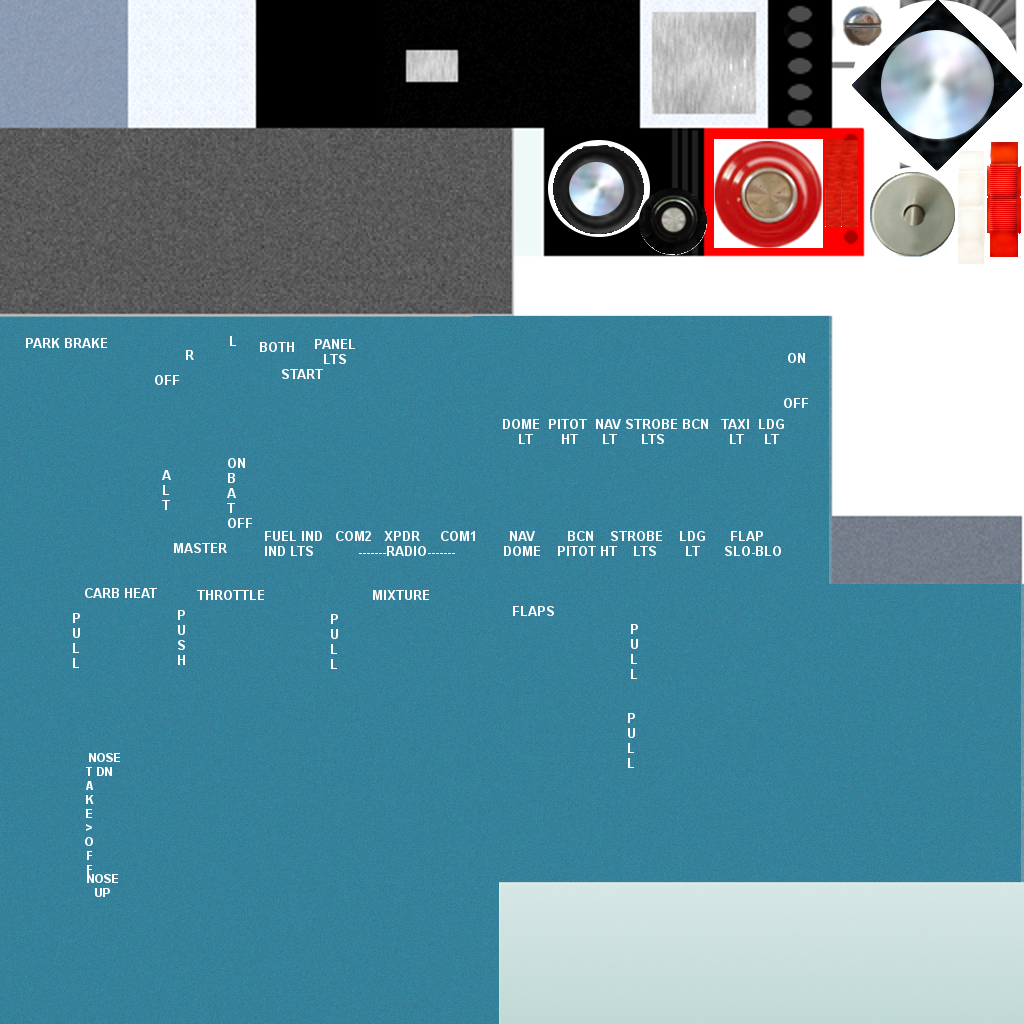 PARK BRAKE
L
R
BOTH
PANEL
LTS
START
OFF
ON
OFF
DOME PITOT NAV STROBE BCN TAXI LDG
LT HT LT LTS LT LT
A
L
T
ON
B
A
T
OFF
MASTER
FUEL IND COM2 XPDR COM1
IND LTS -------RADIO-------
NAV BCN STROBE LDG FLAP
DOME PITOT HT LTS LT SLO-BLO
CARB HEAT
THROTTLE
MIXTURE
FLAPS
P
U
L
L
P
U
S
H
P
U
L
L
P
U
L
L
P
U
L
L
NOSE
T DN
A
K
E
>
O
F
F
NOSE
UP